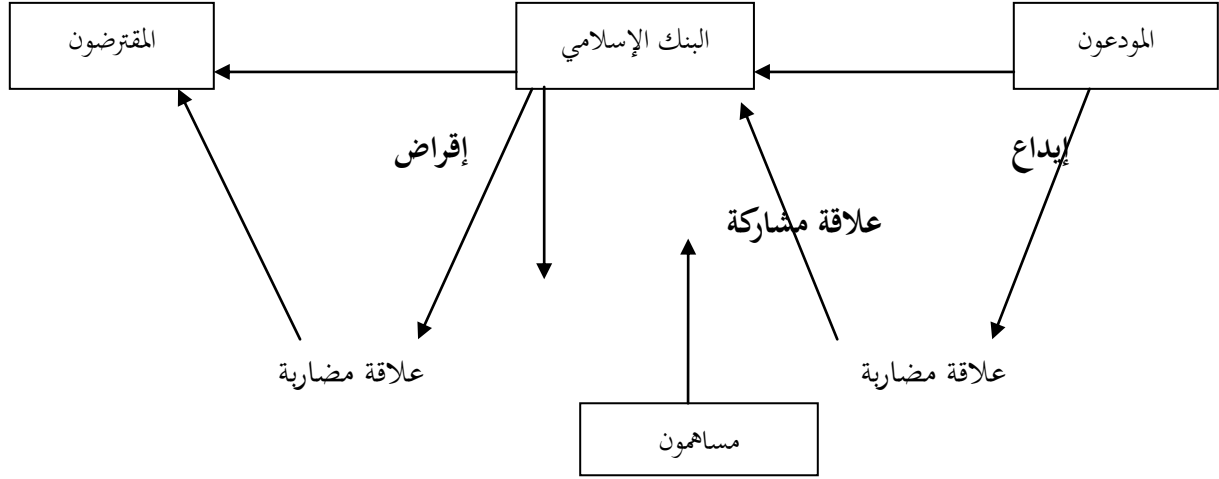 المودعون
البنك الإسلامي
المقترضون
إيداع
إقراض
علاقة مشاركة
علاقة مضاربة
علاقة مضاربة
مساهمون